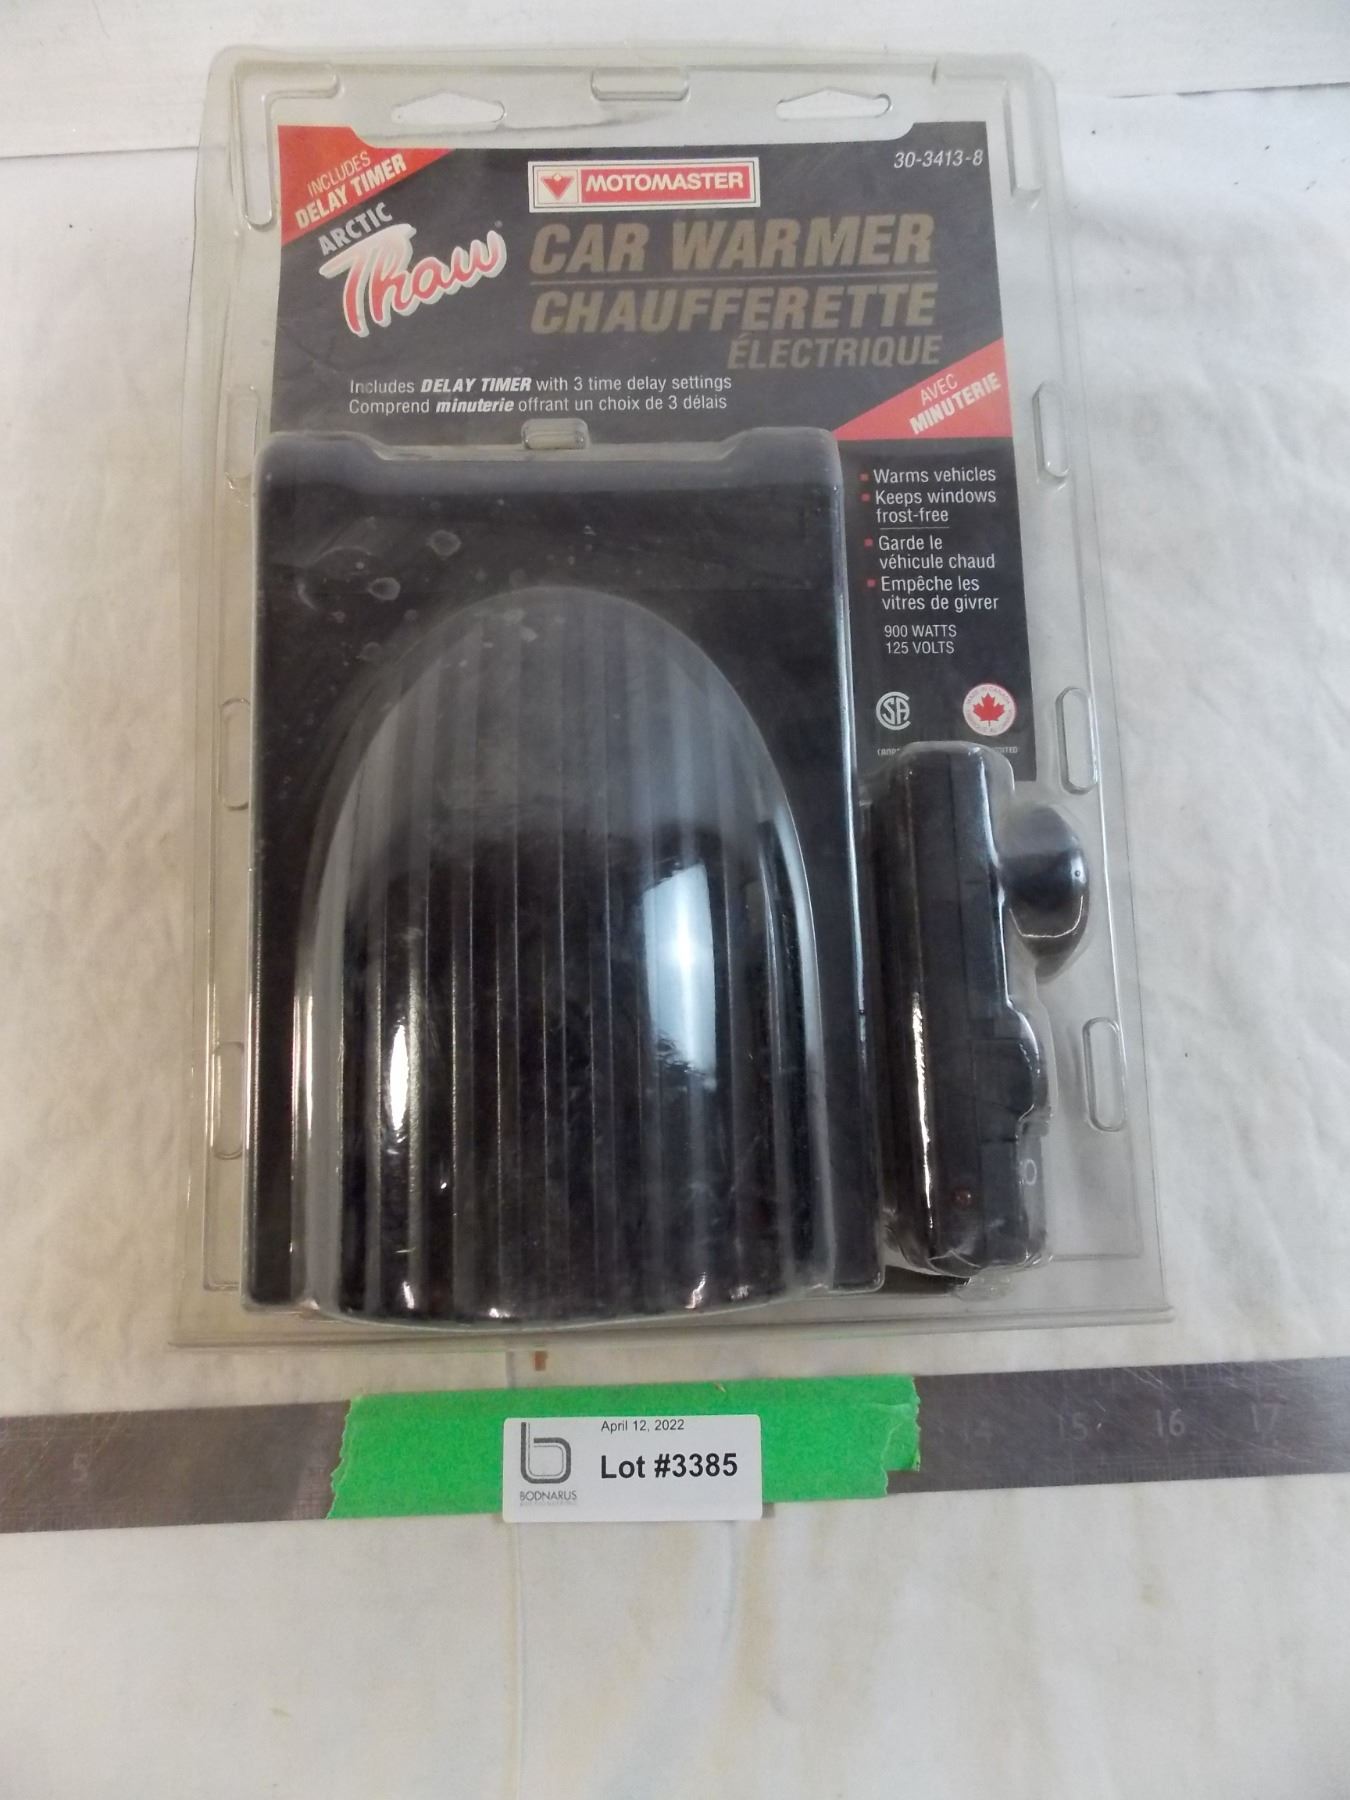 INCLUDES
DELAY TIMER
MOTOMASTER
30-3413-8
ARCTIC
Thaw
CAR WARMER
CHAUFFERETTE
ÉLECTRIQUE
Includes DELAY TIMER with 3 time delay settings
Comprend minuterie offrant un choix de 3 délais
AVEC
MINUTERIE
Warms vehicles
Keeps windows
frost-free
Garde le
véhicule chaud
Empêche les
vitres de givrer
900 WATTS
125 VOLTS
MADE IN CANADA
April 12, 2022
Lot #3385
BODNARUS
5
15
16
17